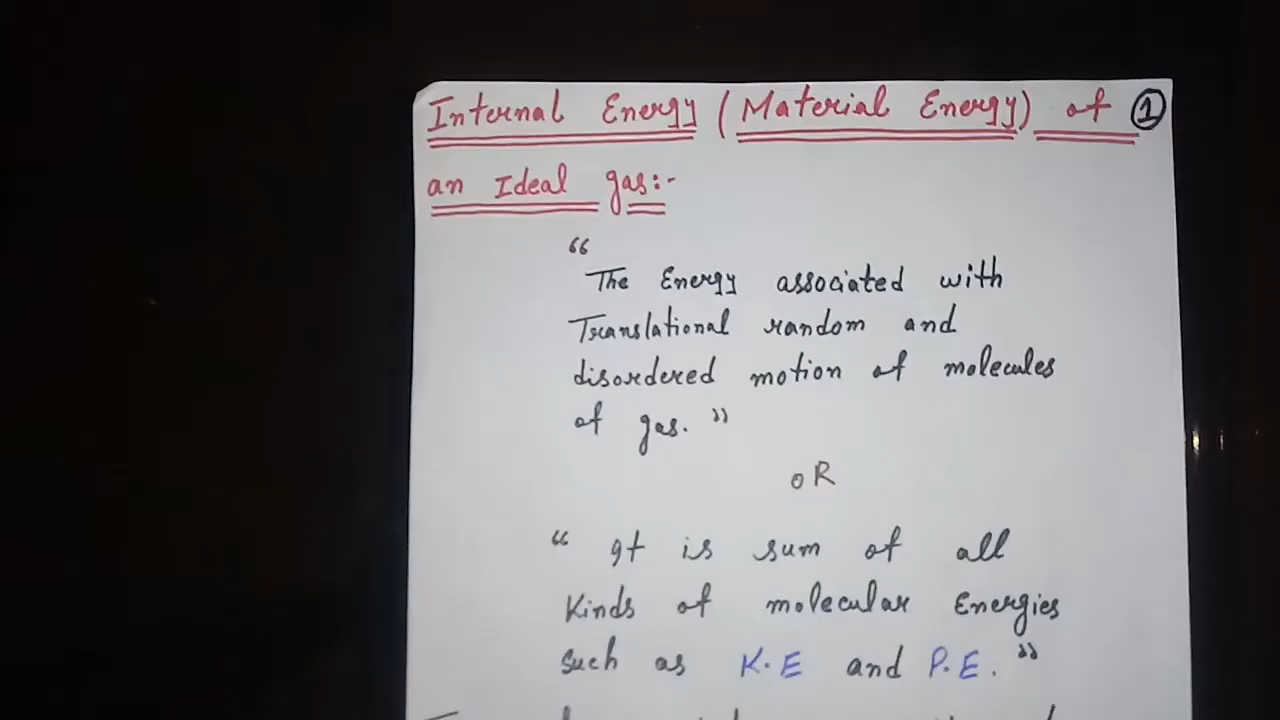 Internal Energy (Material Energy) of ①
an Ideal gas:-
“
The Energy associated with
Translational random and
disordered motion of molecules
of gas. ”
OR
“ It is sum of all
Kinds of molecular Energies
such as K.E and P.E. ”